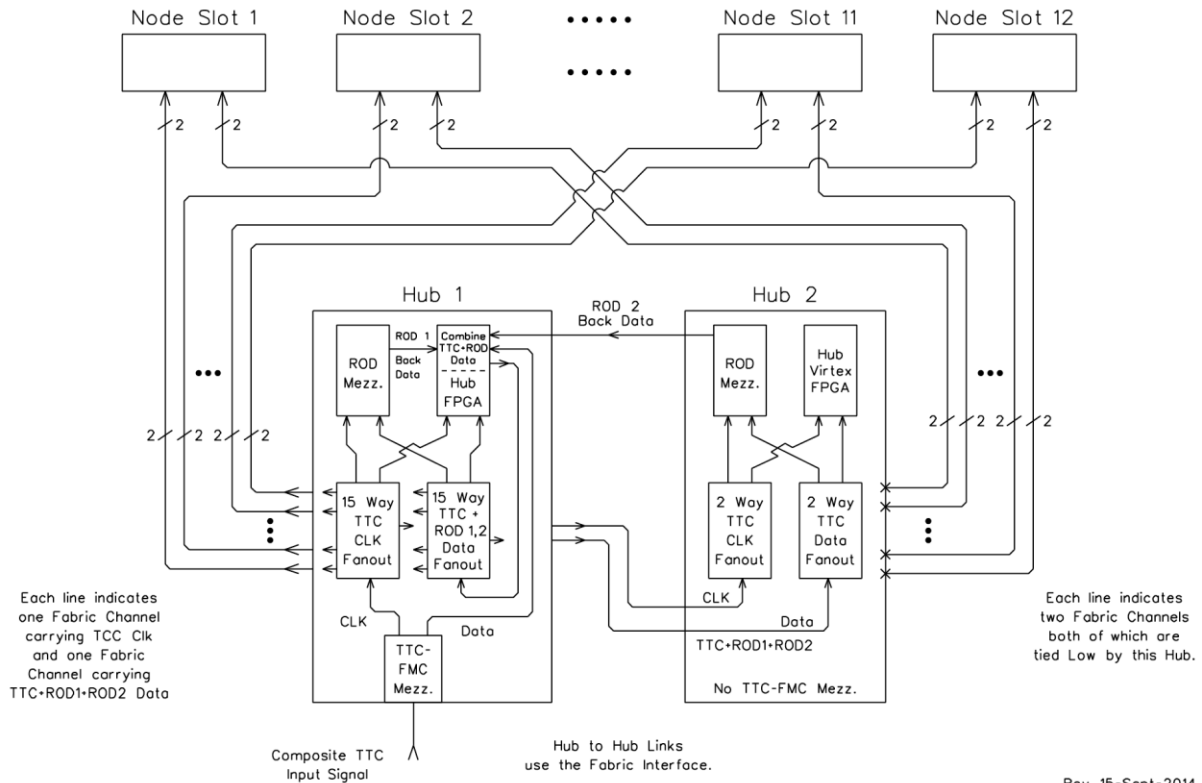 Node Slot 1
Node Slot 2
Node Slot 11
Node Slot 12
2
2
2
2
2
2
2
2
Hub 1
ROD 2
Back Data
Hub 2
ROD
Mezz.
ROD 1
Back
Data
Combine
TTC+ROD
Data
Hub
FPGA
ROD
Mezz.
Hub
Virtex
FPGA
2
2
2
2
2
2
2
2
15 Way
TTC
CLK
Fanout
15 Way
TTC +
ROD 1,2
Data
Fanout
2 Way
TTC
CLK
Fanout
2 Way
TTC
Data
Fanout
Each line indicates
one Fabric Channel
carrying TCC Clk
and one Fabric
Channel carrying
TTC+ROD1+ROD2 Data
CLK
Data
TTC-
FMC
Mezz.
CLK
Data
TTC+ROD1+ROD2
No TTC-FMC Mezz.
Each line indicates
two Fabric Channels
both of which are
tied Low by this Hub.
Composite TTC
Input Signal
Hub to Hub Links
use the Fabric Interface.
Rev. 15-Sept-2014